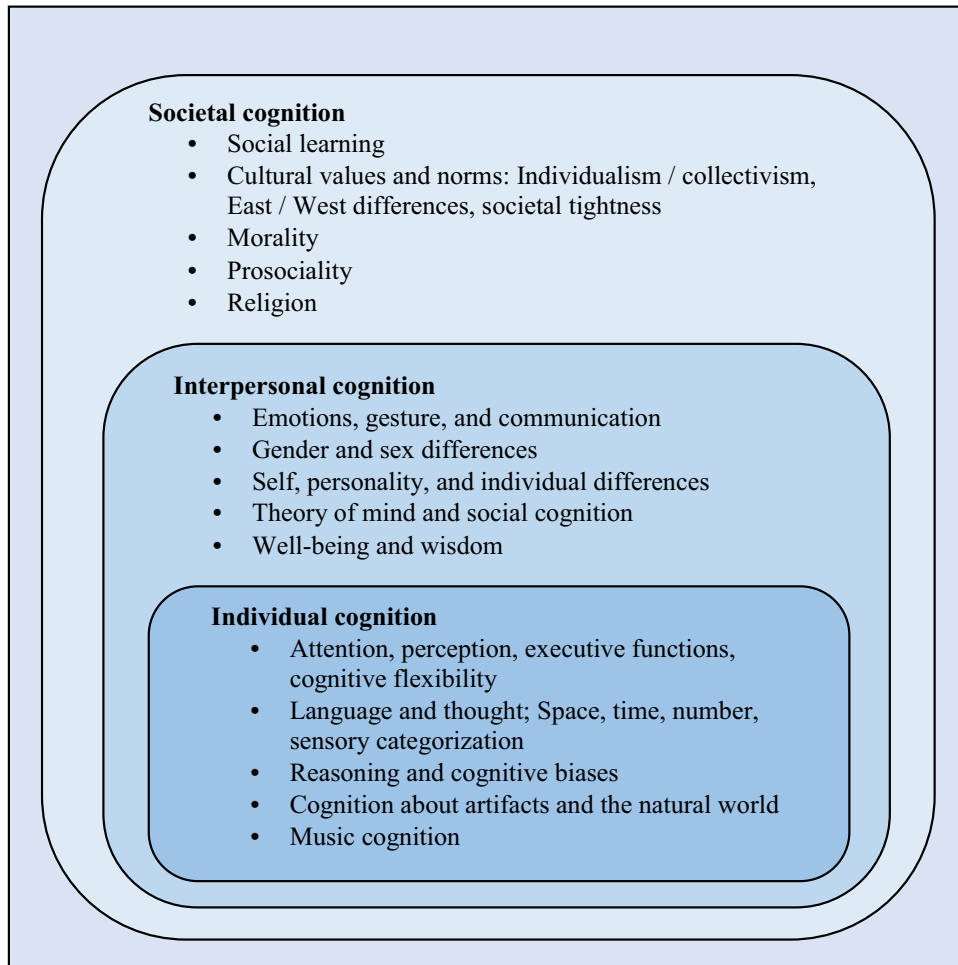 Societal cognition
• Social learning
• Cultural values and norms: Individualism / collectivism,
East / West differences, societal tightness
• Morality
• Prosociality
• Religion
Interpersonal cognition
• Emotions, gesture, and communication
• Gender and sex differences
• Self, personality, and individual differences
• Theory of mind and social cognition
• Well-being and wisdom
Individual cognition
• Attention, perception, executive functions,
cognitive flexibility
• Language and thought; Space, time, number,
sensory categorization
• Reasoning and cognitive biases
• Cognition about artifacts and the natural world
• Music cognition